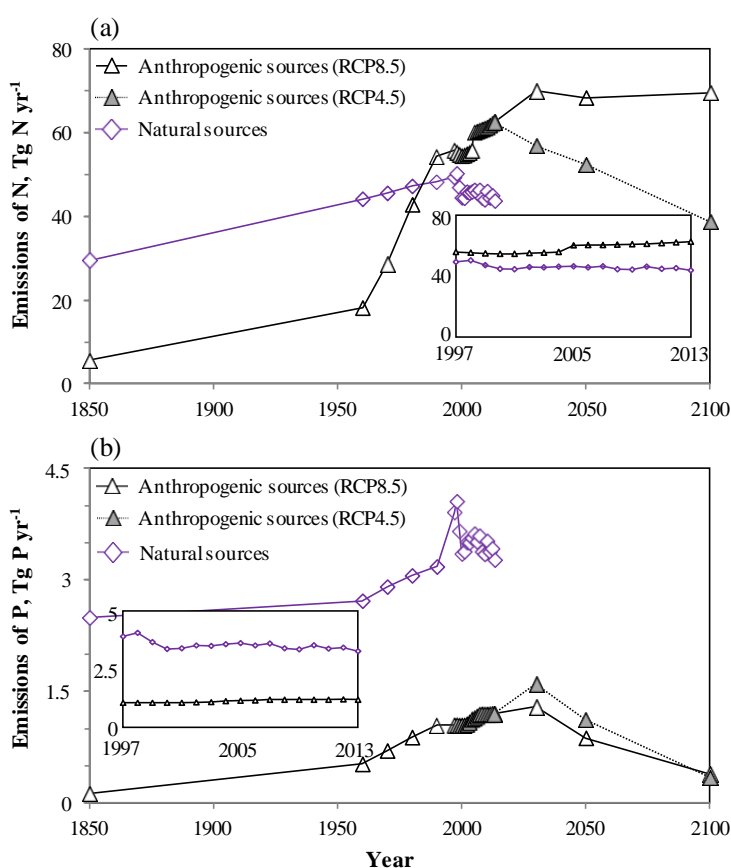 (a)
Emissions of N, Tg N yr-1
80
60
40
20
0
Anthropogenic sources (RCP8.5)
Anthropogenic sources (RCP4.5)
Natural sources
80
40
0
1997 2005 2013
1850 1900 1950 2000 2050 2100
(b)
Emissions of P, Tg P yr-1
4.5
3
1.5
0
Anthropogenic sources (RCP8.5)
Anthropogenic sources (RCP4.5)
Natural sources
5
2.5
0
1997 2005 2013
1850 1900 1950 2000 2050 2100
Year